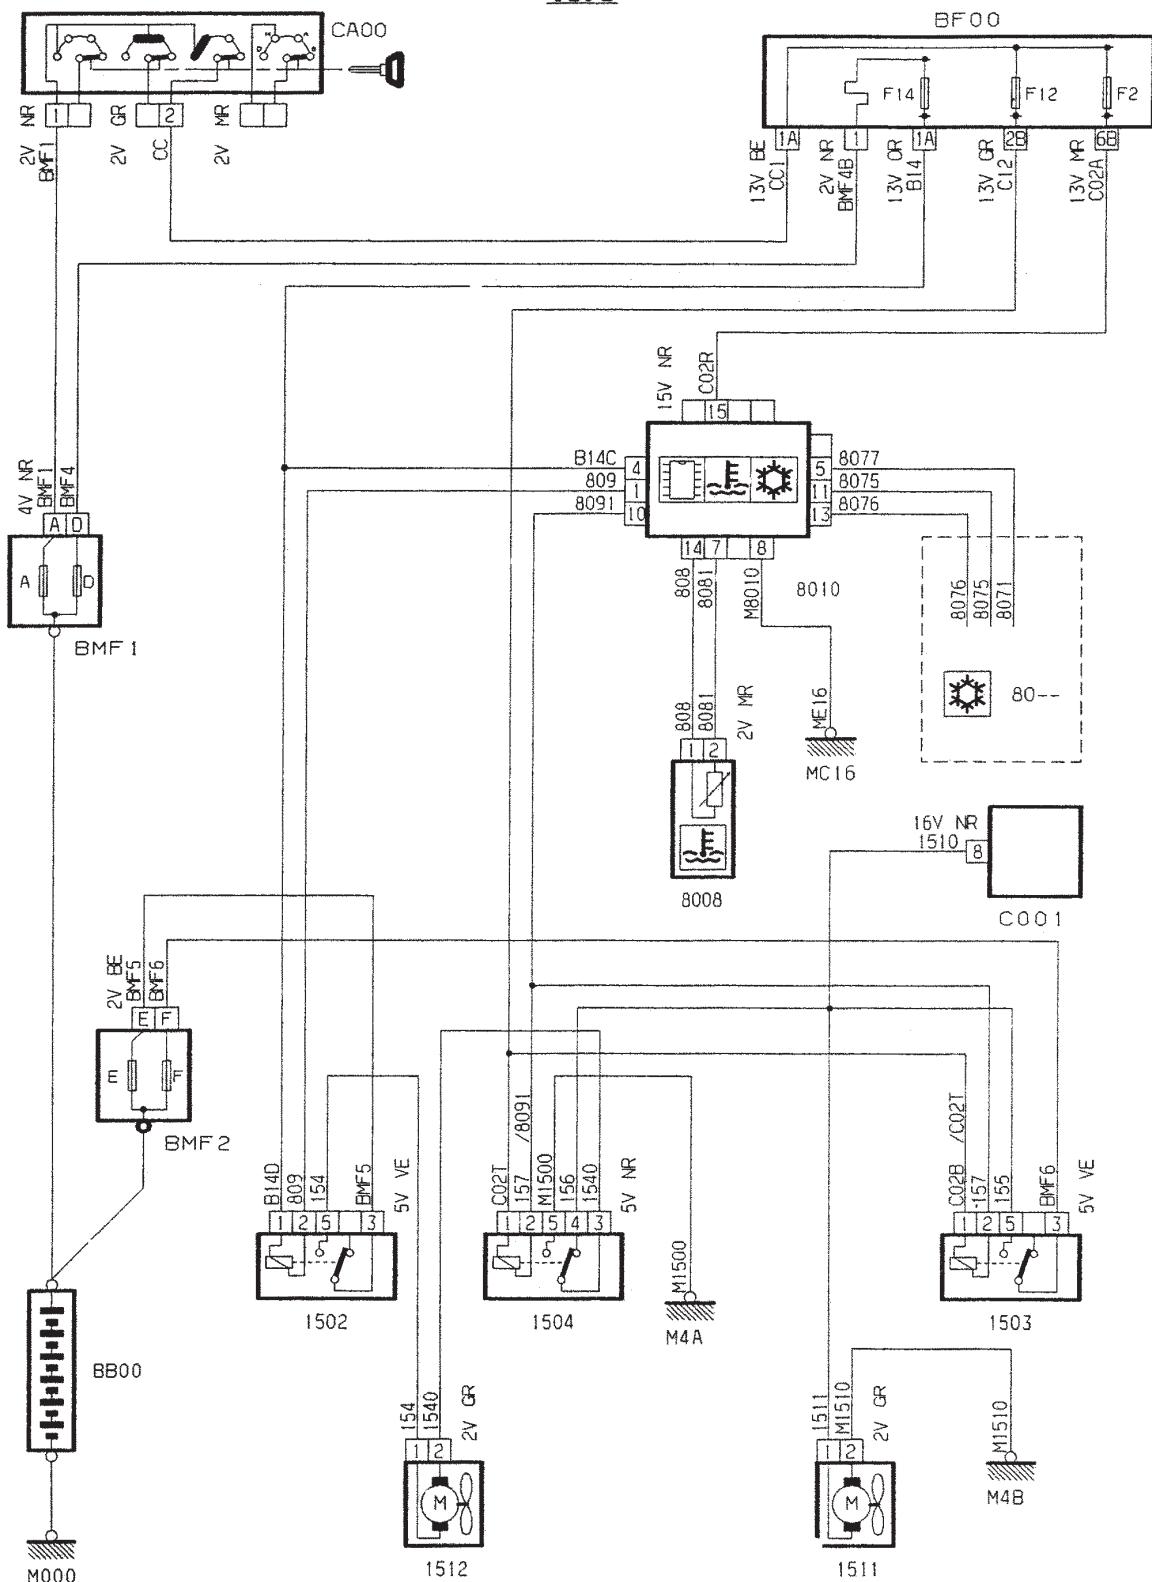 CA00
BF00
F14
F12
F2
1
2
1A
1
1A
2B
6B
2V NR
BMF1
2V GR
CC
2V MR
13V BE
CC1
2V NR
BMF4B
13V OR
B14
13V GR
C12
13V MR
C02A
15V NR
C02R
15
B14C
4
5
8077
809
1
11
8075
8091
10
13
8076
4V NR
BMF1
BMF4
A D
A
D
BMF1
14 7 8
808
8081
M8010
8010
8076
8075
8071
80--
808
8081
2V MR
ME16
1 2
MC16
8008
16V NR
1510
8
C001
2V BE
BMF5
BMF6
E F
E
F
BMF2
B14D
809
154
BMF5
5V VE
1 2 5 3
1502
C02T
157
/8091
M1500
156
1540
5V NR
1 2 5 4 3
1504
M1500
M4A
C02B
/C02T
157
155
BMF6
5V VE
1 2 5 3
1503
BB00
M000
154
1540
2V GR
1 2
M
1512
1511
M1510
2V GR
1 2
M
1511
M1510
M4B